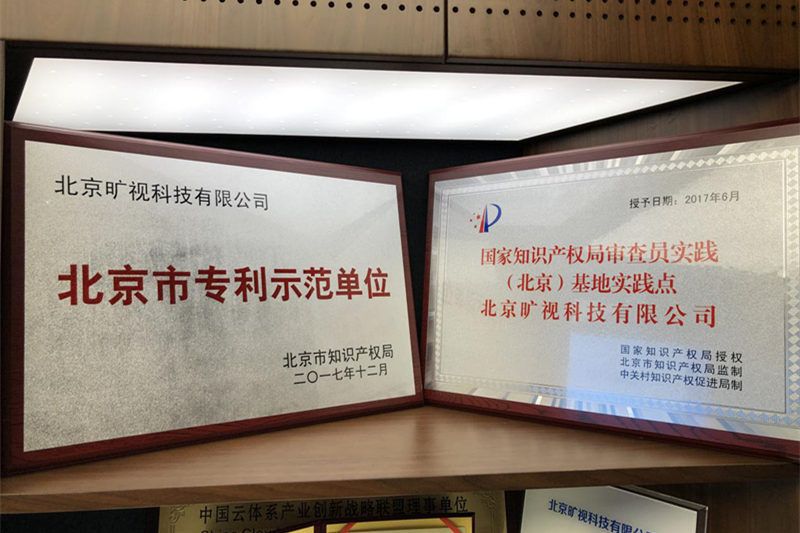 北京旷视科技有限公司
北京市专利示范单位
北京市知识产权局
二〇一七年十二月
授予日期：2017年6月
国家知识产权局审查员实践
（北京）基地实践点
北京旷视科技有限公司
国家知识产权局授权
北京市知识产权局监制
中关村知识产权促进局制
中国云体系产业创新战略联盟理事单位
北京旷视科技有限公司